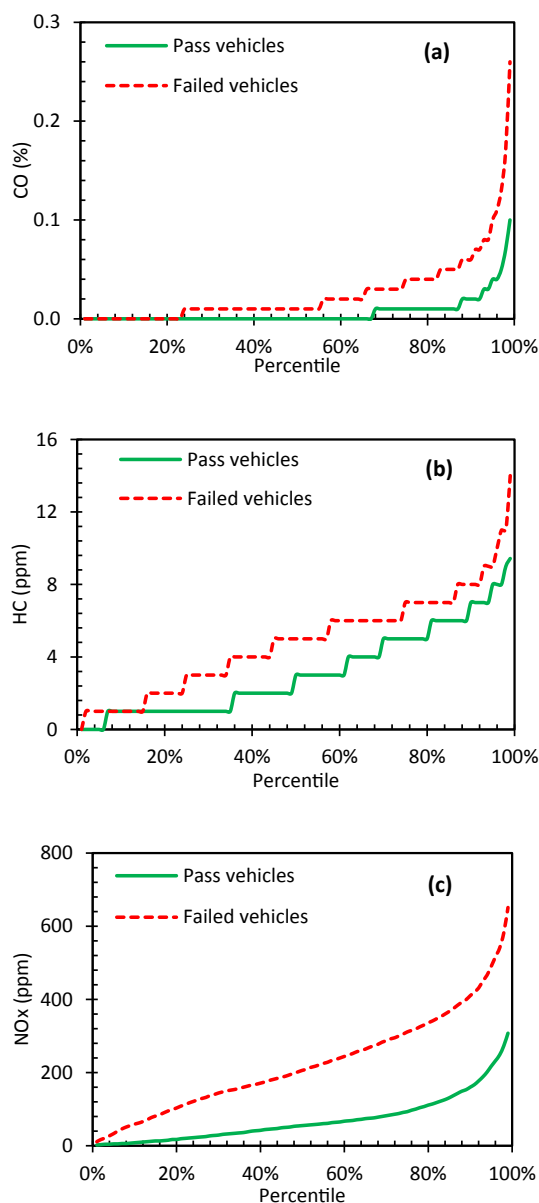 0.3
Pass vehicles
(a)
Failed vehicles
0.2
CO (%)
0.1
0.0
0% 20% 40% 60% 80% 100%
Percentile
16
Pass vehicles
(b)
Failed vehicles
12
HC (ppm)
8
4
0
0% 20% 40% 60% 80% 100%
Percentile
800
Pass vehicles
(c)
Failed vehicles
600
NOx (ppm)
400
200
0
0% 20% 40% 60% 80% 100%
Percentile